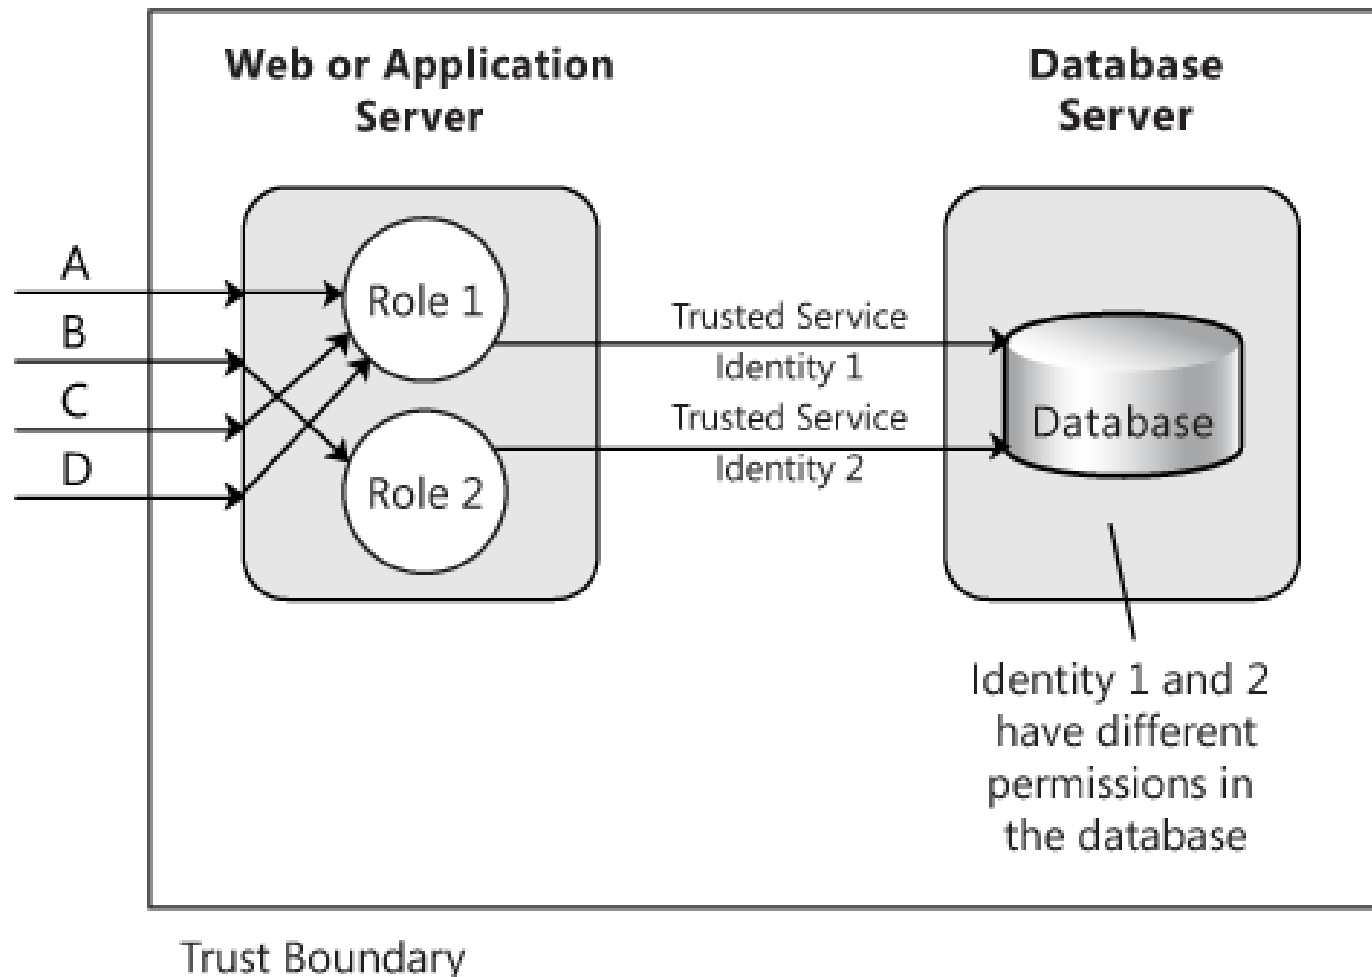 Web or Application
Server
Database
Server
A
B
C
D
Role 1
Role 2
Trusted Service
Identity 1
Trusted Service
Identity 2
Database
Identity 1 and 2
have different
permissions in
the database
Trust Boundary